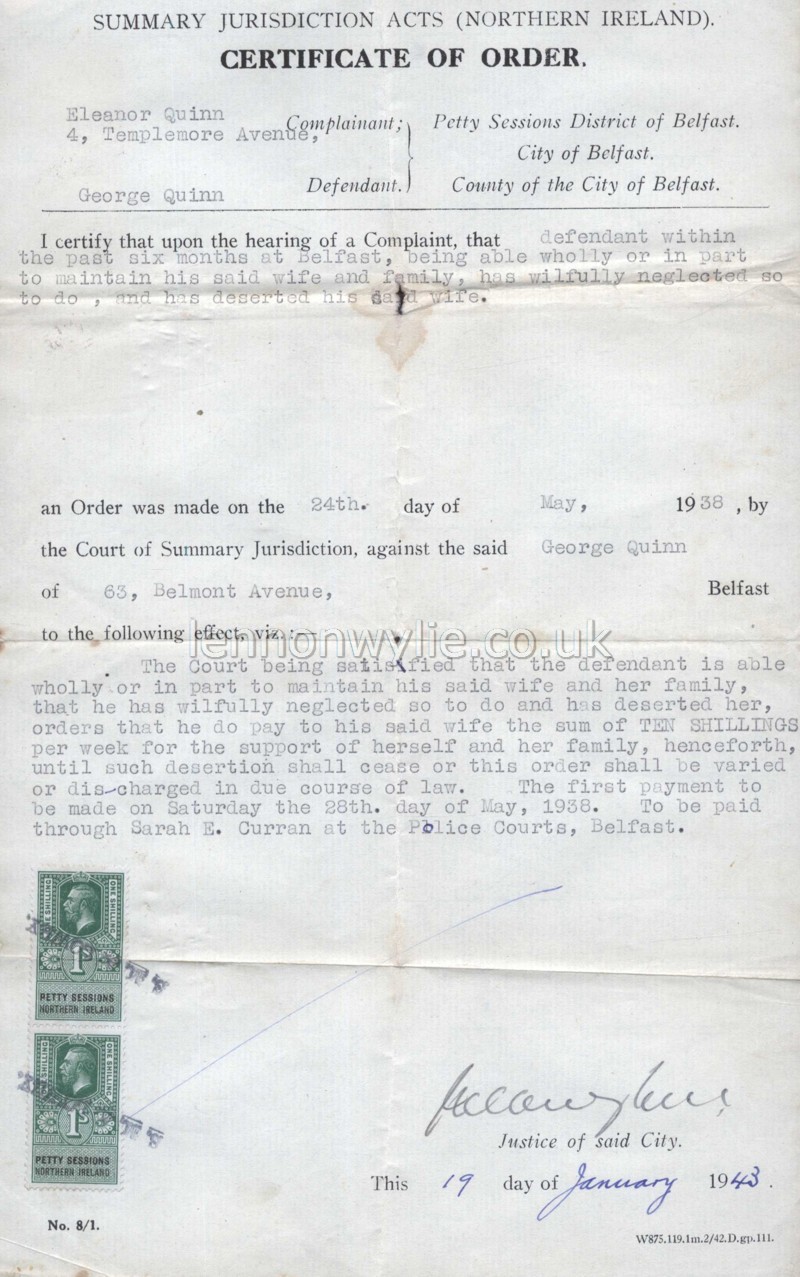 SUMMARY JURISDICTION ACTS (NORTHERN IRELAND).
CERTIFICATE OF ORDER.
Eleanor Quinn
4, Templemore Avenue,
Complainant;
George Quinn
Defendant.
Petty Sessions District of Belfast.
City of Belfast.
County of the City of Belfast.
I certify that upon the hearing of a Complaint, that defendant within
the past six months at Belfast, being able wholly or in part
to maintain his said wife and family, has wilfully neglected so
to do , and has deserted his said wife.
an Order was made on the 24th. day of May, 1938 , by
the Court of Summary Jurisdiction, against the said George Quinn
of 63, Belmont Avenue, Belfast
to the following effect, viz. :—
lennonwylie.co.uk
The Court being satisfied that the defendant is able
wholly or in part to maintain his said wife and her family,
that he has wilfully neglected so to do and has deserted her,
orders that he do pay to his said wife the sum of TEN SHILLINGS
per week for the support of herself and her family, henceforth,
until such desertion shall cease or this order shall be varied
or dis-charged in due course of law. The first payment to
be made on Saturday the 28th. day of May, 1938. To be paid
through Sarah E. Curran at the Police Courts, Belfast.
ONE SHILLING
ONE SHILLING
1S
PETTY SESSIONS
NORTHERN IRELAND
ONE SHILLING
ONE SHILLING
1S
PETTY SESSIONS
NORTHERN IRELAND
Justice of said City.
This 19 day of January 1943.
No. 8/1.
W875.119.1m.2/42.D.gp.111.